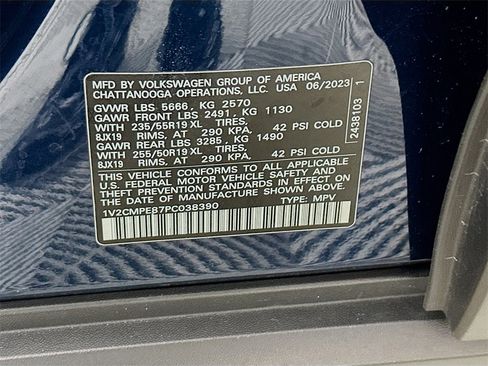 MFD BY VOLKSWAGEN GROUP OF AMERICA
CHATTANOOGA OPERATIONS, LLC. USA 06/2023
GVWR LBS 5666, KG 2570
GAWR FRONT LBS 2491, KG 1130
WITH 235/55R19 XL TIRES,
8JX19 RIMS, AT 290 KPA, 42 PSI COLD
GAWR REAR LBS 3285, KG 1490
WITH 255/50R19 XL TIRES,
8JX19 RIMS, AT 290 KPA, 42 PSI COLD
THIS VEHICLE CONFORMS TO ALL APPLICABLE
FEDERAL MOTOR VEHICLE SAFETY AND
THEFT PREVENTION STANDARDS IN EFFECT ON
THE DATE OF MANUFACTURE SHOWN ABOVE.
1V2CMPE87PC038390 TYPE: MPV
2438103 1